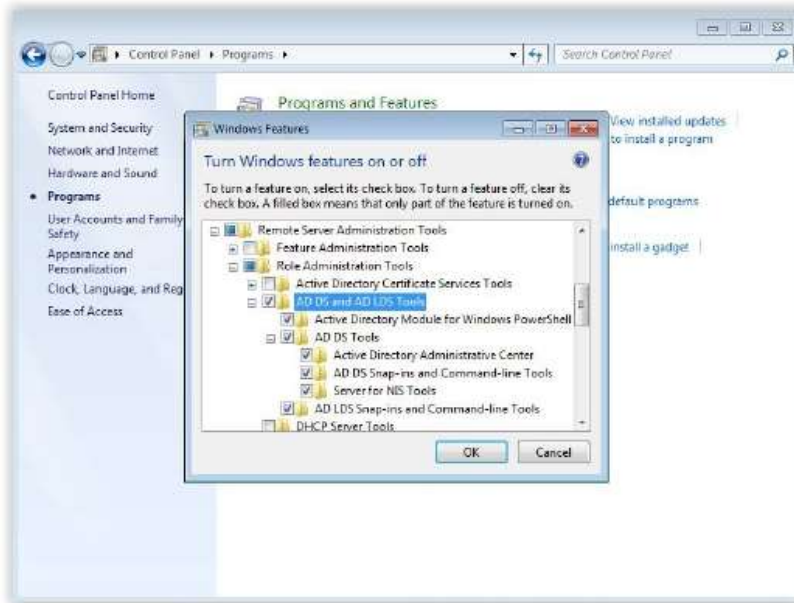 Control Panel ▸ Programs ▸
Search Control Panel
Control Panel Home
System and Security
Network and Internet
Hardware and Sound
Programs
User Accounts and Family
Safety
Appearance and
Personalization
Clock, Language, and Reg
Ease of Access
Programs and Features
View installed updates
to install a program
default programs
install a gadget
Windows Features
Turn Windows features on or off
To turn a feature on, select its check box. To turn a feature off, clear its
check box. A filled box means that only part of the feature is turned on.
Remote Server Administration Tools
Feature Administration Tools
Role Administration Tools
Active Directory Certificate Services Tools
AD DS and AD LDS Tools
Active Directory Module for Windows PowerShell
AD DS Tools
Active Directory Administrative Center
AD DS Snap-ins and Command-line Tools
Server for NIS Tools
AD LDS Snap-ins and Command-line Tools
DHCP Server Tools
OK
Cancel